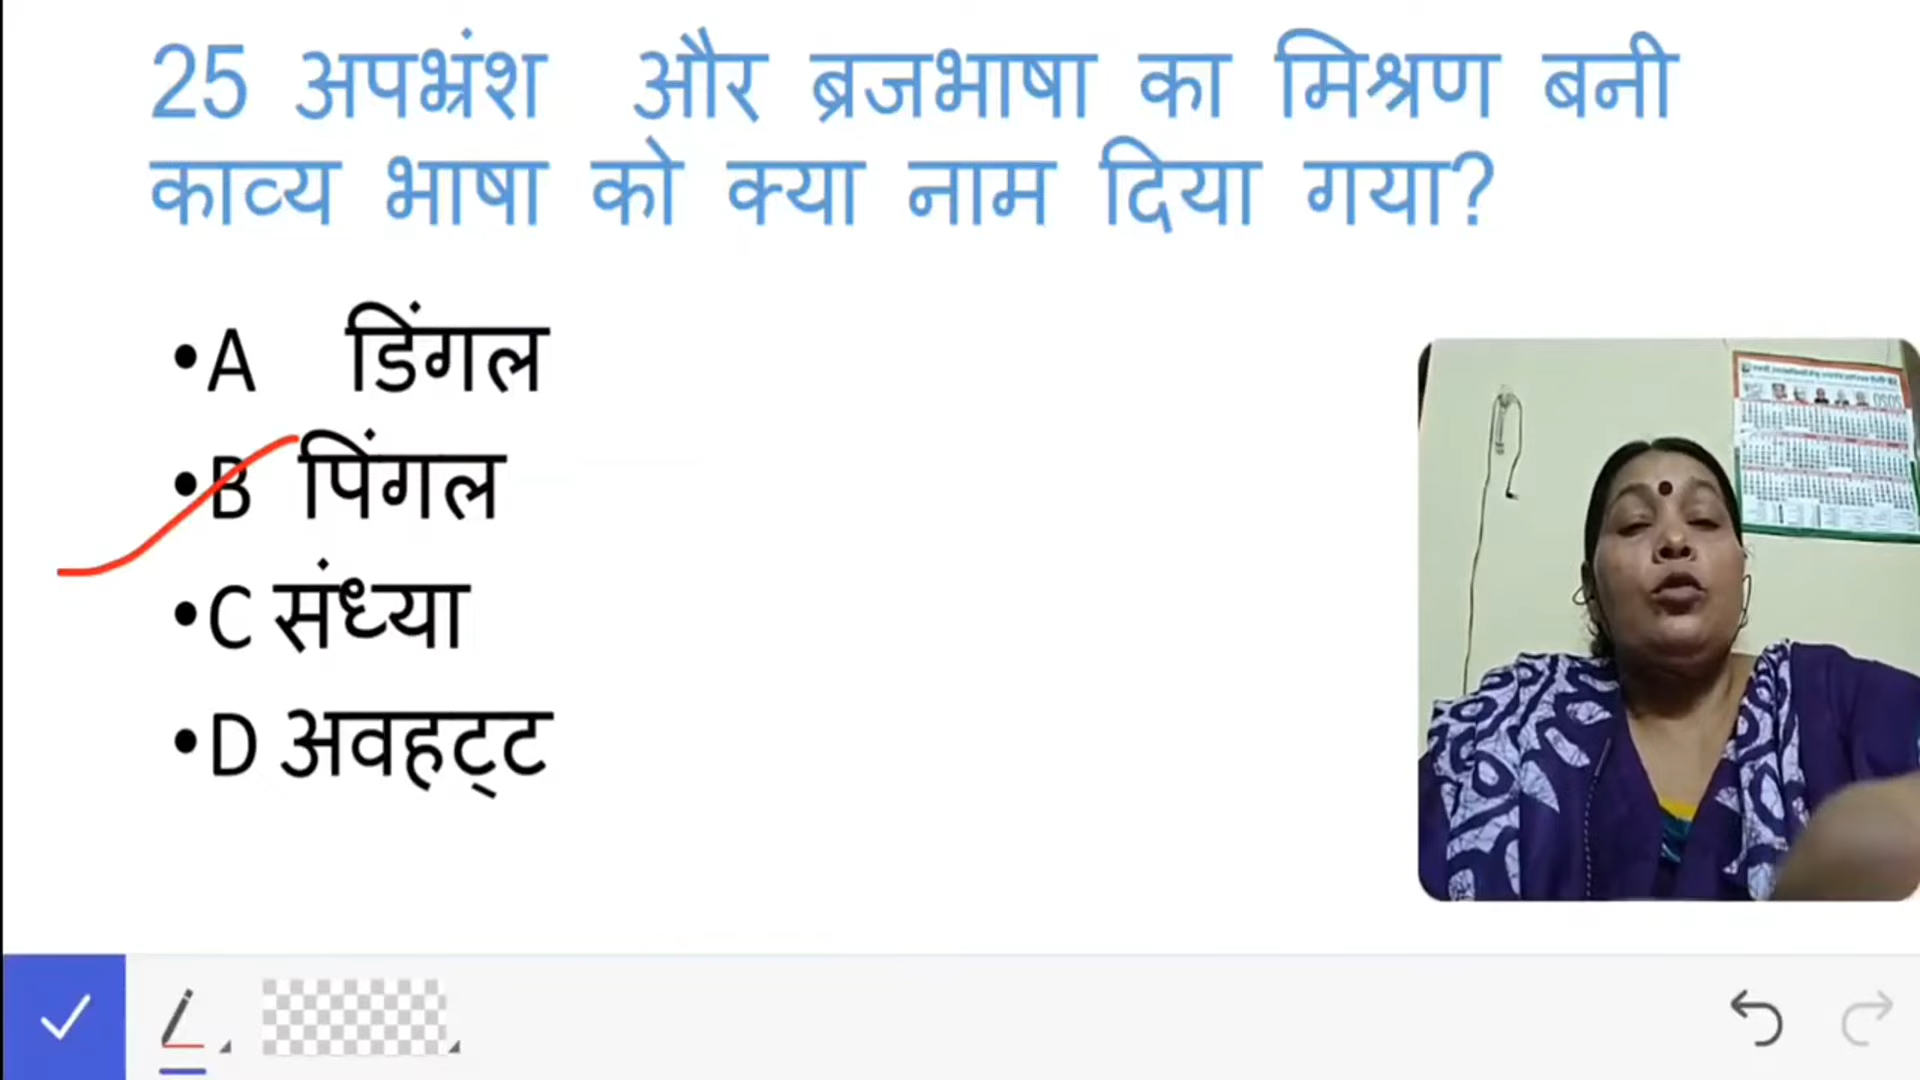 25 अपभ्रंश और ब्रजभाषा का मिश्रण बनी
काव्य भाषा को क्या नाम दिया गया?
•A डिंगल
•B पिंगल
•C संध्या
•D अवहट्ट